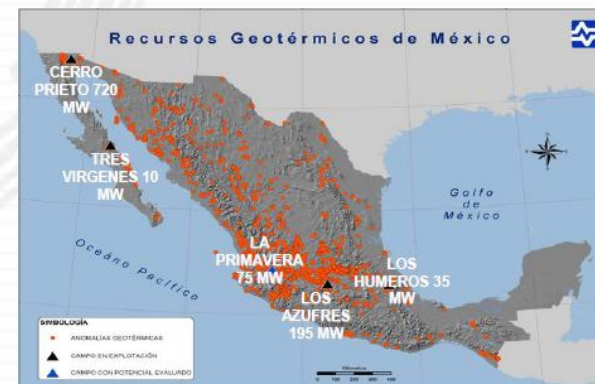 Recursos Geotérmicos de México
CERRO
PRIETO 720
MW
TRES
VIRGENES 10
MW
Golfo
de
México
Océano Pacífico
LA
PRIMAVERA
75 MW
LOS
HUMEROS 35
MW
LOS
AZUFRES
195 MW
SIMBOLOGÍA
ANOMALÍAS GEOTÉRMICAS
CAMPO EN EXPLOTACIÓN
CAMPO CON POTENCIAL EVALUADO